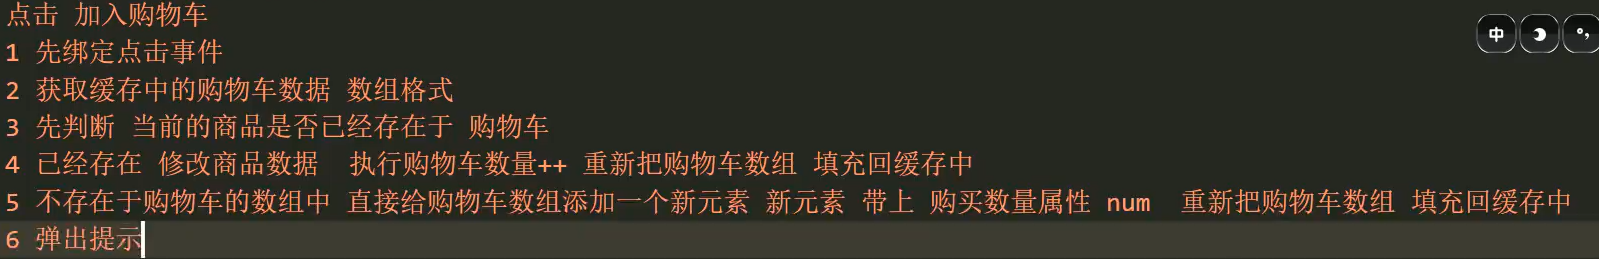 点击 加入购物车
1 先绑定点击事件
2 获取缓存中的购物车数据 数组格式
3 先判断 当前的商品是否已经存在于 购物车
4 已经存在 修改商品数据  执行购物车数量++ 重新把购物车数组 填充回缓存中
5 不存在于购物车的数组中 直接给购物车数组添加一个新元素 新元素 带上 购买数量属性 num  重新把购物车数组 填充回缓存中
6 弹出提示
中